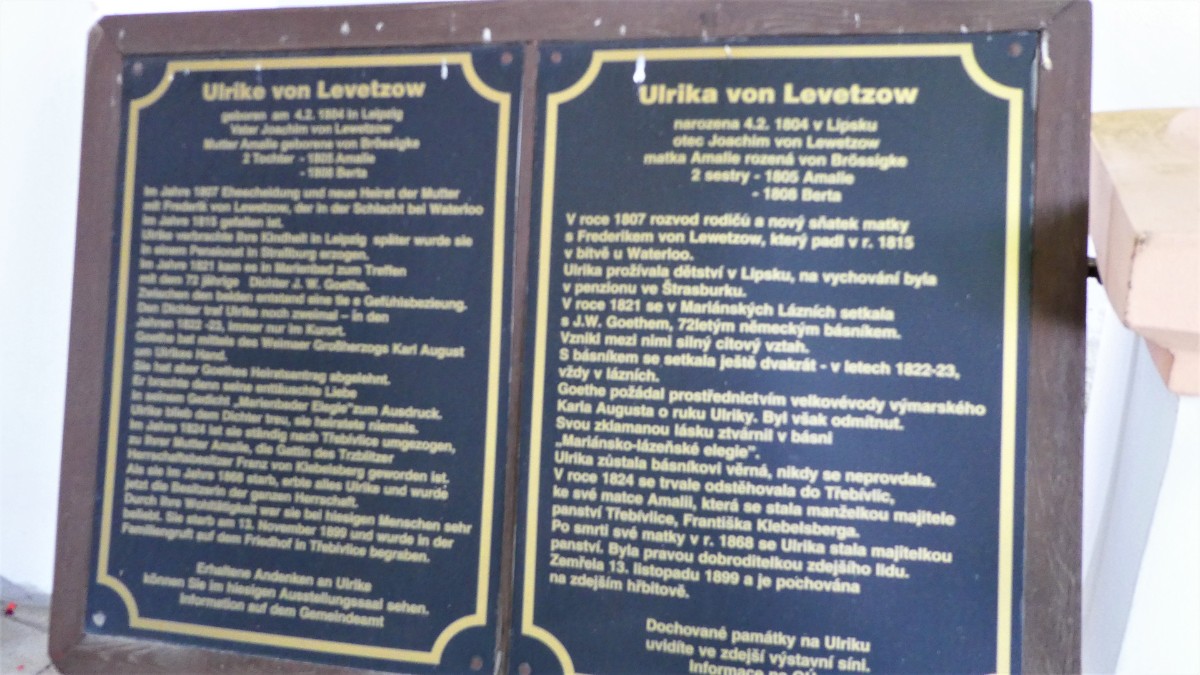 Ulrike von Levetzow
geboren am 4.2. 1804 in Leipzig
Vater Joachim von Lewetzow
Mutter Amalie geborene von Brössigke
2 Tochter - 1805 Amalie
- 1806 Berta
Im Jahre 1807 Ehescheidung und neue Heirat der Mutter
mit Frederik von Lewetzow, der in der Schlacht bei Waterloo
im Jahre 1815 gefallen ist.
Ulrike verbrachte ihre Kindheit in Leipzig später wurde sie
in einem Pensionat in Straßburg erzogen.
Im Jahre 1821 kam es in Marienbad zum Treffen
mit dem 72 jährige Dichter J. W. Goethe.
Zwischen den beiden entstand eine tie e Gefühlsbezieung.
Den Dichter traf Ulrike noch zweimal - in den
Jahren 1822 -23, immer nur im Kurort.
Goethe bat mittels des Weimaer Großherzogs Karl August
um Ulrikes Hand.
Sie hat aber Goethes Heiratsantrag abgelehnt.
Er brachte dann seine enttäuschte Liebe
in seinem Gedicht „Marienbader Elegie"zum Ausdruck.
Ulrike blieb dem Dichter treu, sie heiratete niemals.
Im Jahre 1824 ist sie ständig nach Třebívlice umgezogen,
zu ihrer Mutter Amalie, die Gattin des Trzblitzer
Herrschaftsbesitzer Franz von Klebelsberg geworden ist.
Als sie im Jahre 1868 starb, erbte alles Ulrike und wurde
jetzt die Besitzerin der ganzen Herrschaft.
Durch ihre Wohltätigkeit war sie bei hiesigen Menschen sehr
beliebt. Sie starb am 13. November 1899 und wurde in der
Familiengruft auf dem Friedhof in Třebívlice begraben.
Erhaltene Andenken an Ulrike
können Sie im hiesigen Ausstellungssaal sehen.
Information auf dem Gemeindeamt
Ulrika von Levetzow
narozena 4.2. 1804 v Lipsku
otec Joachim von Lewetzow
matka Amalie rozená von Brössigke
2 sestry - 1805 Amalie
- 1806 Berta
V roce 1807 rozvod rodičú a nový sňatek matky
s Frederikem von Lewetzow, který padl v r. 1815
v bitvě u Waterloo.
Ulrika prožívala dětství v Lipsku, na vychování byla
v penzionu ve Štrasburku.
V roce 1821 se v Mariánských Lázních setkala
s J.W. Goethem, 72letým německým básníkem.
Vznikl mezi nimi silný citový vztah.
S básníkem se setkala ještě dvakrát - v letech 1822-23,
vždy v lázních.
Goethe požádal prostřednictvím velkovévody výmarského
Karla Augusta o ruku Ulriky. Byl však odmítnut.
Svou zklamanou lásku ztvárnil v básni
„Mariánsko-lázeňské elegie".
Ulrika zůstala básníkovi věrná, nikdy se neprovdala.
V roce 1824 se trvale odstěhovala do Třebívlic,
ke své matce Amalii, která se stala manželkou majitele
panství Třebívlice, Františka Klebelsberga.
Po smrti své matky v r. 1868 se Ulrika stala majitelkou
panství. Byla pravou dobroditelkou zdejšího lidu.
Zemřela 13. listopadu 1899 a je pochována
na zdejším hřbitově.
Dochované památky na Ulriku
uvidíte ve zdejší výstavní síni.
Informace na OÚ